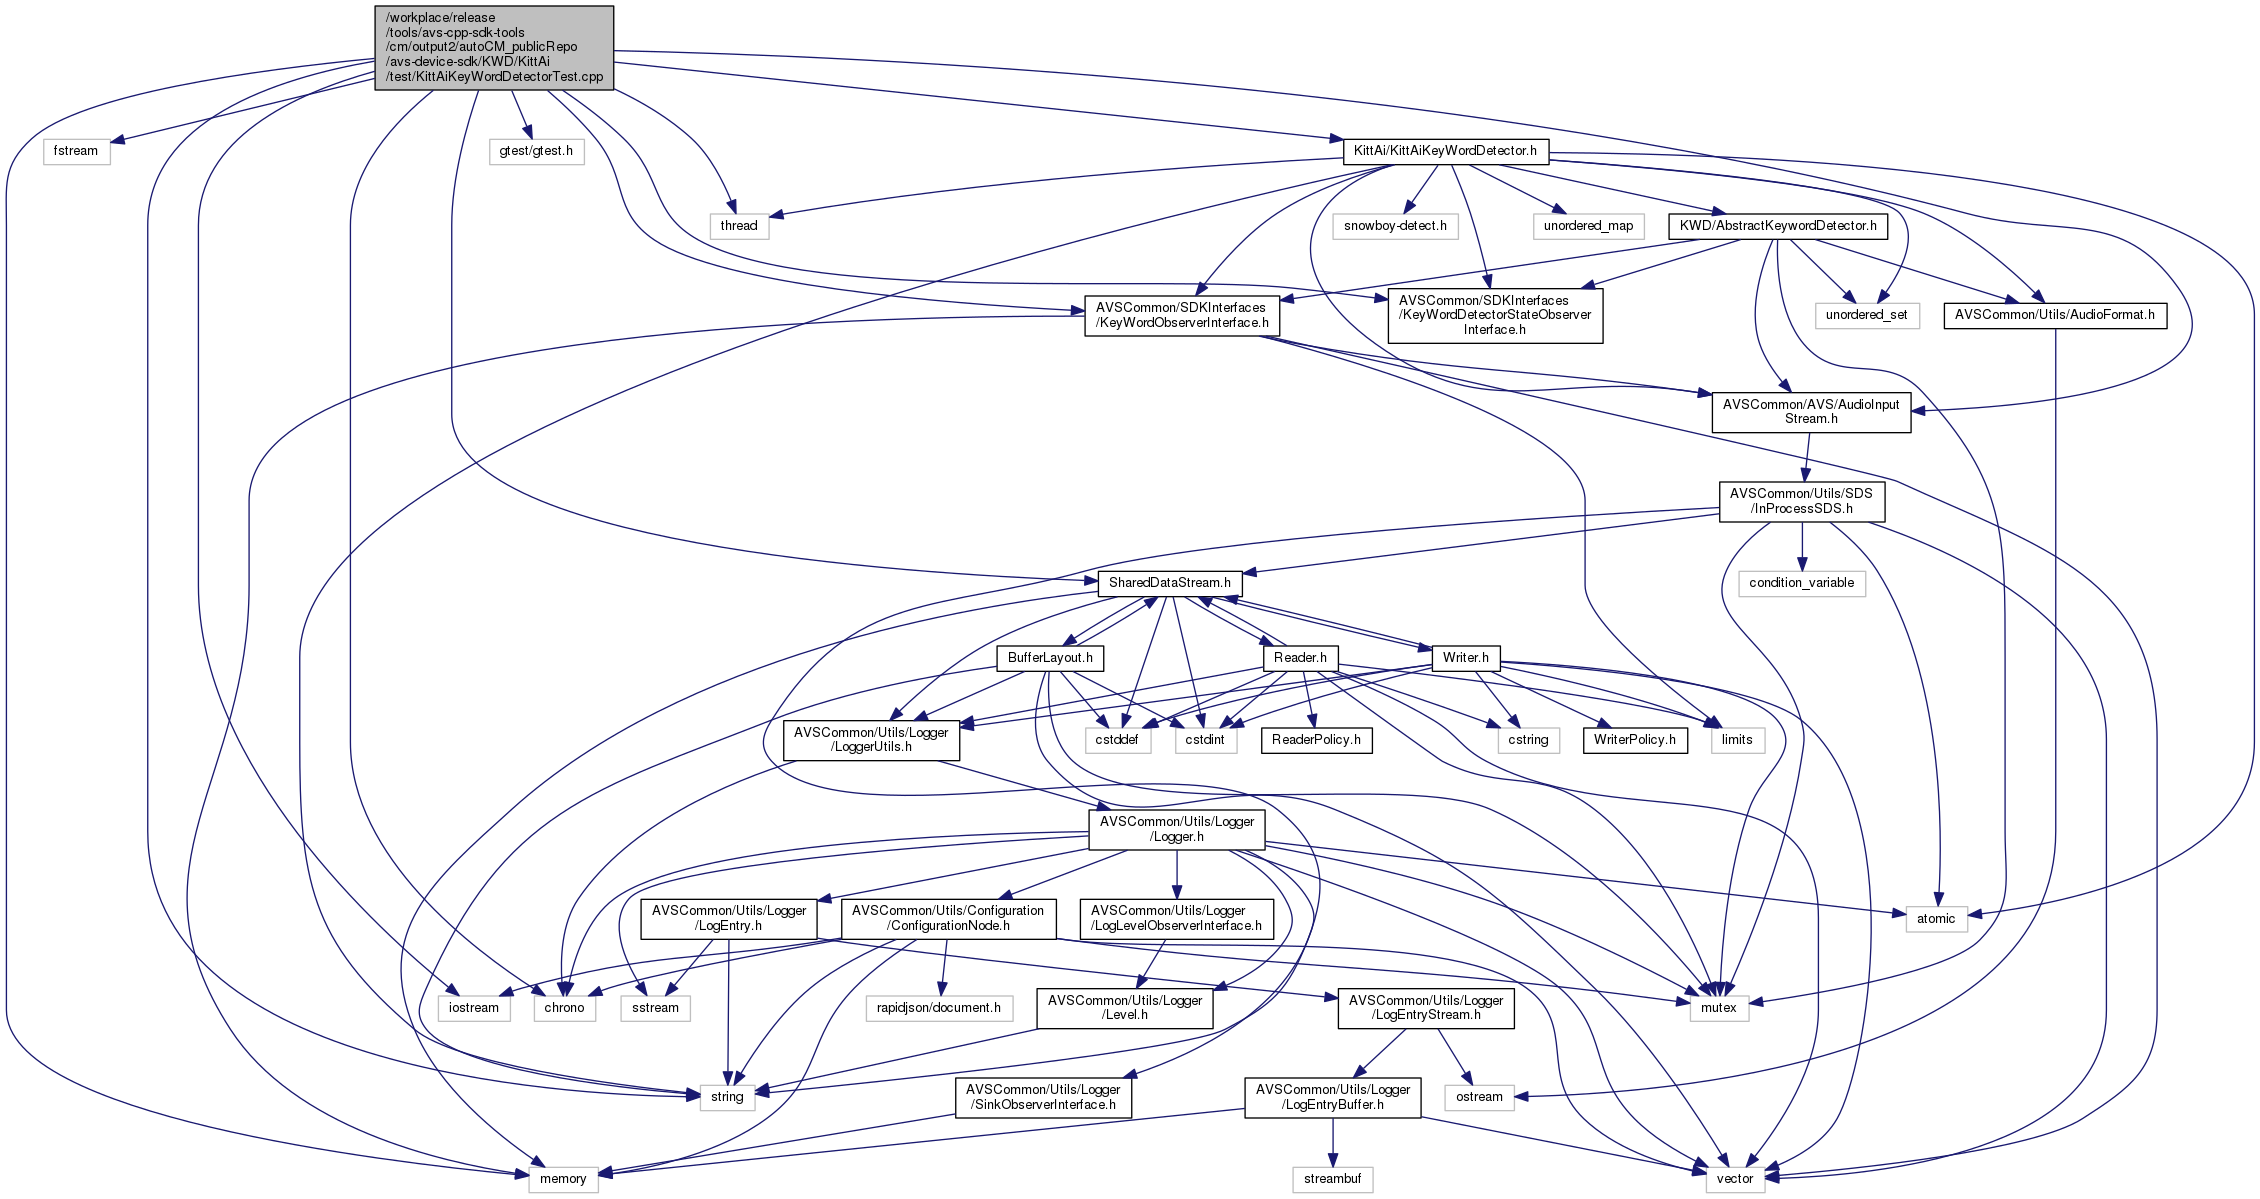 /workplace/release
/tools/avs-cpp-sdk-tools
/cm/output2/autoCM_publicRepo
/avs-device-sdk/KWD/KittAi
/test/KittAiKeyWordDetectorTest.cpp
fstream
gtest/gtest.h
KittAi/KittAiKeyWordDetector.h
thread
snowboy-detect.h
unordered_map
KWD/AbstractKeywordDetector.h
AVSCommon/SDKInterfaces
/KeyWordObserverInterface.h
AVSCommon/SDKInterfaces
/KeyWordDetectorStateObserver
Interface.h
unordered_set
AVSCommon/Utils/AudioFormat.h
AVSCommon/AVS/AudioInput
Stream.h
AVSCommon/Utils/SDS
/InProcessSDS.h
SharedDataStream.h
condition_variable
BufferLayout.h
Reader.h
Writer.h
AVSCommon/Utils/Logger
/LoggerUtils.h
cstddef
cstdint
ReaderPolicy.h
cstring
WriterPolicy.h
limits
AVSCommon/Utils/Logger
/Logger.h
AVSCommon/Utils/Logger
/LogEntry.h
AVSCommon/Utils/Configuration
/ConfigurationNode.h
AVSCommon/Utils/Logger
/LogLevelObserverInterface.h
atomic
iostream
chrono
sstream
rapidjson/document.h
AVSCommon/Utils/Logger
/Level.h
AVSCommon/Utils/Logger
/LogEntryStream.h
mutex
string
AVSCommon/Utils/Logger
/SinkObserverInterface.h
AVSCommon/Utils/Logger
/LogEntryBuffer.h
ostream
memory
streambuf
vector